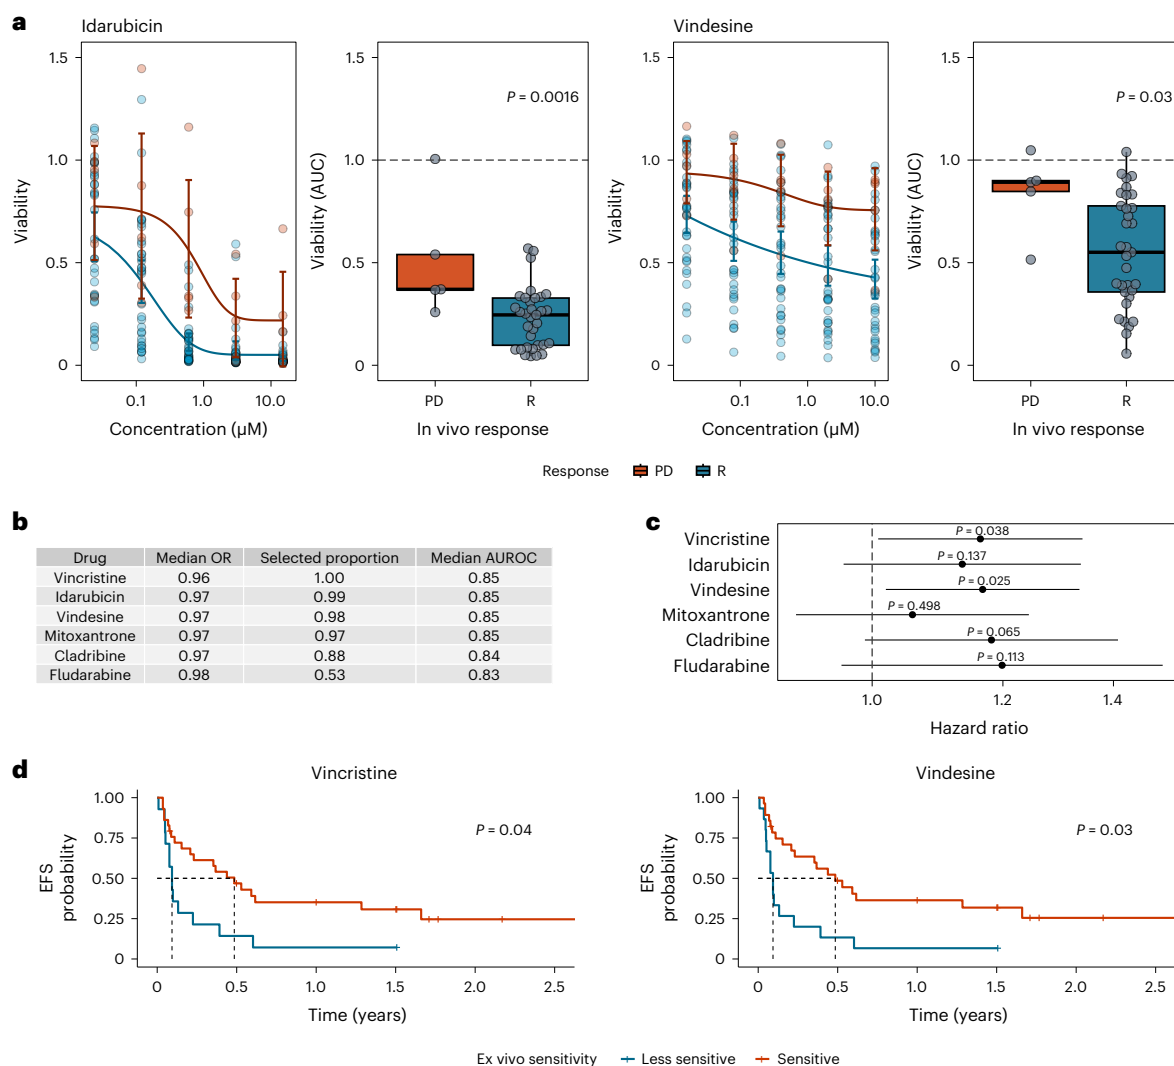 a
Idarubicin
Vindesine
1.5
1.0
0.5
0
Viability
0.1 1.0 10.0
Concentration (µM)
1.5
1.0
0.5
0
Viability (AUC)
P = 0.0016
PD R
In vivo response
1.5
1.0
0.5
0
Viability
0.1 1.0 10.0
Concentration (µM)
1.5
1.0
0.5
0
Viability (AUC)
P = 0.03
PD R
In vivo response
Response PD R
b
Drug Median OR Selected proportion Median AUROC
Vincristine 0.96 1.00 0.85
Idarubicin 0.97 0.99 0.85
Vindesine 0.97 0.98 0.85
Mitoxantrone 0.97 0.97 0.85
Cladribine 0.97 0.88 0.84
Fludarabine 0.98 0.53 0.83
c
Vincristine P = 0.038
Idarubicin P = 0.137
Vindesine P = 0.025
Mitoxantrone P = 0.498
Cladribine P = 0.065
Fludarabine P = 0.113
1.0 1.2 1.4
Hazard ratio
d
Vincristine
1.00
0.75
0.50
0.25
0
EFS
probability
P = 0.04
0 0.5 1.0 1.5 2.0 2.5
Time (years)
Vindesine
1.00
0.75
0.50
0.25
0
EFS
probability
P = 0.03
0 0.5 1.0 1.5 2.0 2.5
Time (years)
Ex vivo sensitivity Less sensitive Sensitive